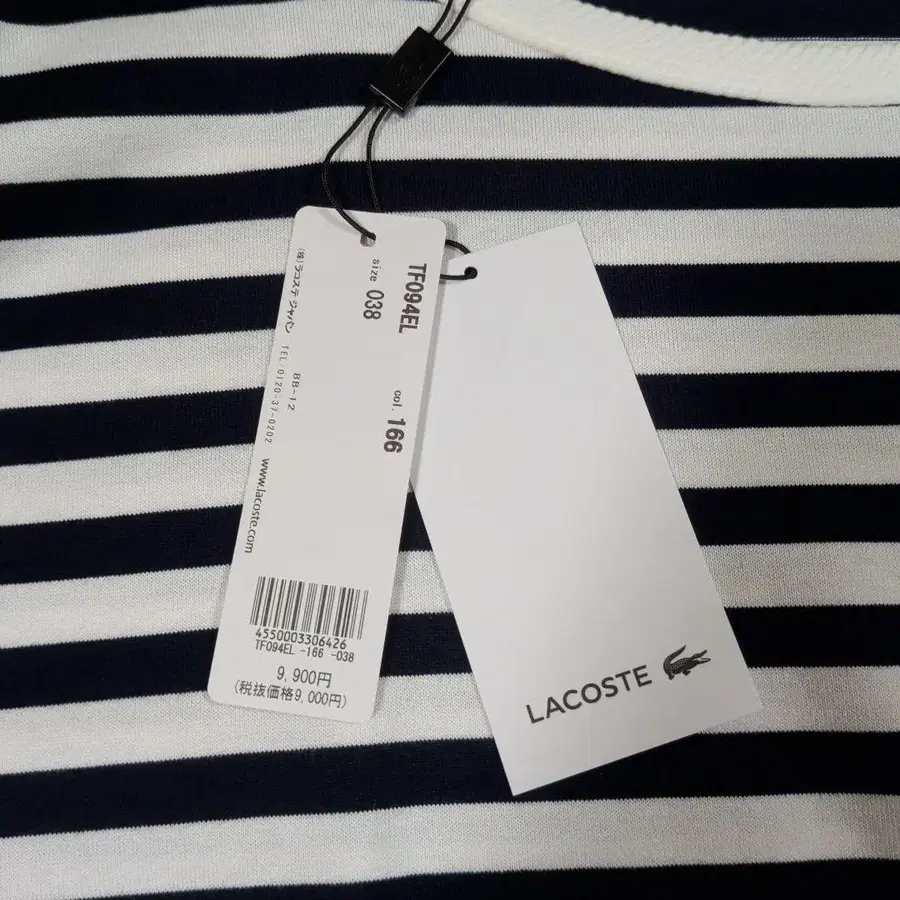 TF094EL
size 038 col. 166
(株)ラコステ ジャパン
BB-12
TEL 0120-37-0202
www.lacoste.com
4550003306426
TF094EL -166 -038
9,900円
(税抜価格9,000円)
LACOSTE